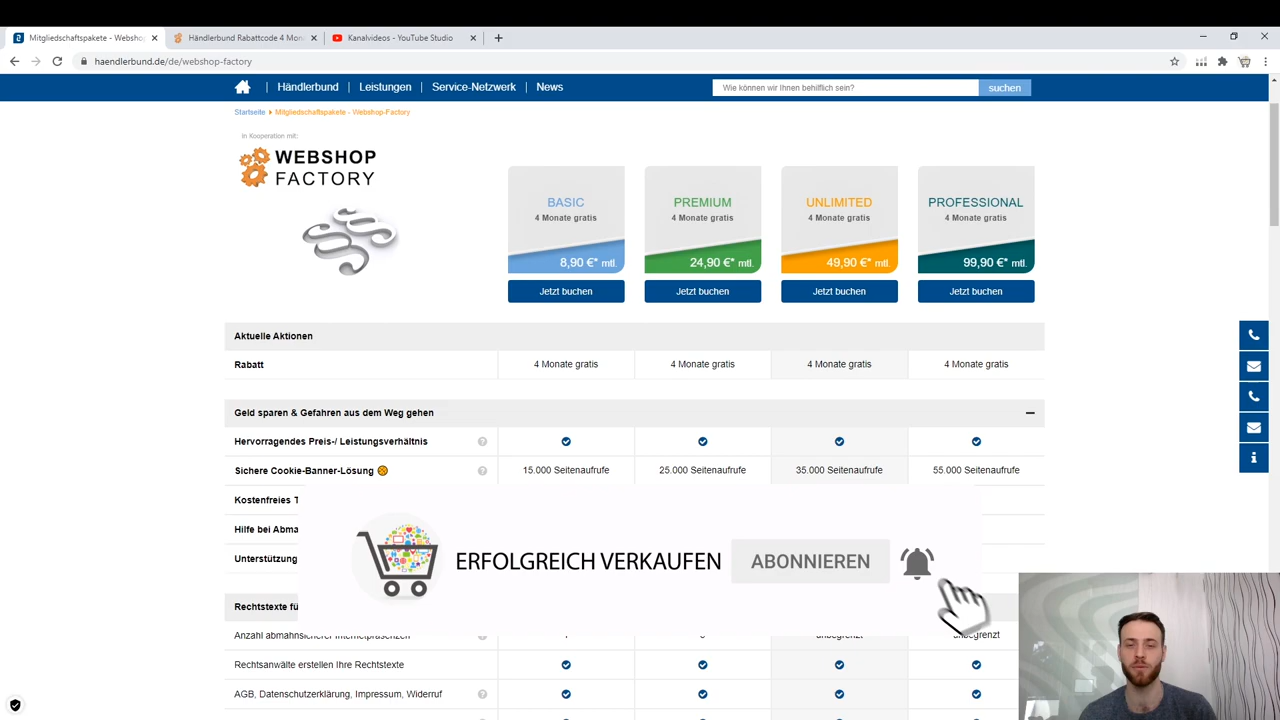 Mitgliedschaftspakete - Webshop
Händlerbund Rabattcode 4 Mon
Kanalvideos - YouTube Studio
haendlerbund.de/de/webshop-factory
Händlerbund | Leistungen | Service-Netzwerk | News
Wie können wir Ihnen behilflich sein?
suchen
Startseite Mitgliedschaftspakete - Webshop-Factory
In Kooperation mit:
WEBSHOP
FACTORY
BASIC
4 Monate gratis
8,90 €* mtl.
Jetzt buchen
PREMIUM
4 Monate gratis
24,90 €* mtl.
Jetzt buchen
UNLIMITED
4 Monate gratis
49,90 €* mtl.
Jetzt buchen
PROFESSIONAL
4 Monate gratis
99,90 €* mtl.
Jetzt buchen
Aktuelle Aktionen
Rabatt 4 Monate gratis 4 Monate gratis 4 Monate gratis 4 Monate gratis
Geld sparen & Gefahren aus dem Weg gehen
Hervorragendes Preis-/ Leistungsverhältnis ?
Sichere Cookie-Banner-Lösung ? 15.000 Seitenaufrufe 25.000 Seitenaufrufe 35.000 Seitenaufrufe 55.000 Seitenaufrufe
Kostenfreies T
Hilfe bei Abma
Unterstützung
ERFOLGREICH VERKAUFEN ABONNIEREN
Rechtstexte fü
Anzahl abmahnsicherer Internetpräsenzen unbegrenzt unbegrenzt
Rechtsanwälte erstellen Ihre Rechtstexte
AGB, Datenschutzerklärung, Impressum, Widerruf ?